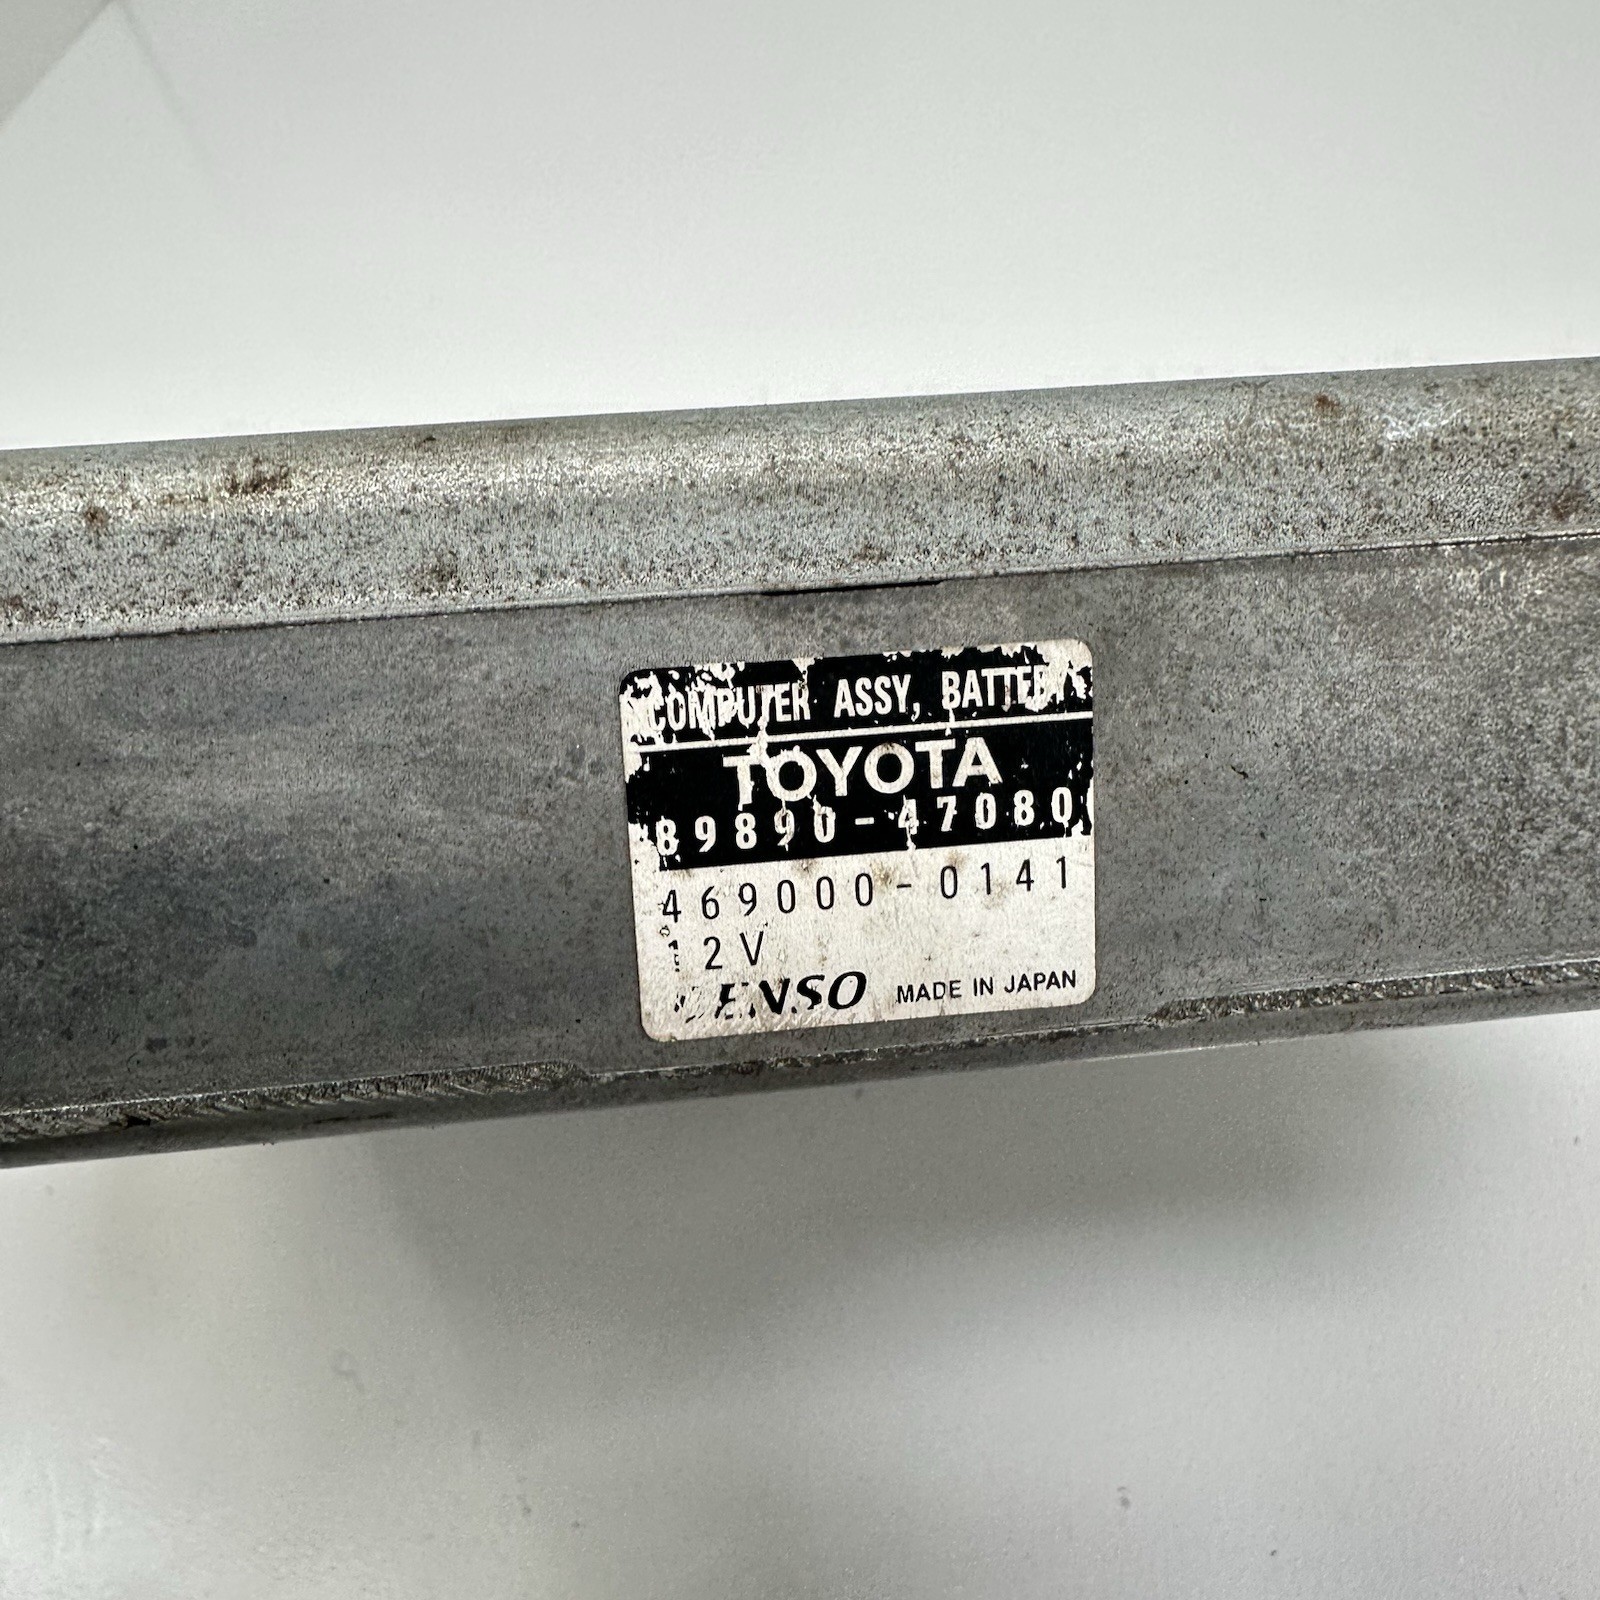 COMPUTER ASSY, BATTERY
TOYOTA
89890-47080
469000-0141
12V
DENSO MADE IN JAPAN